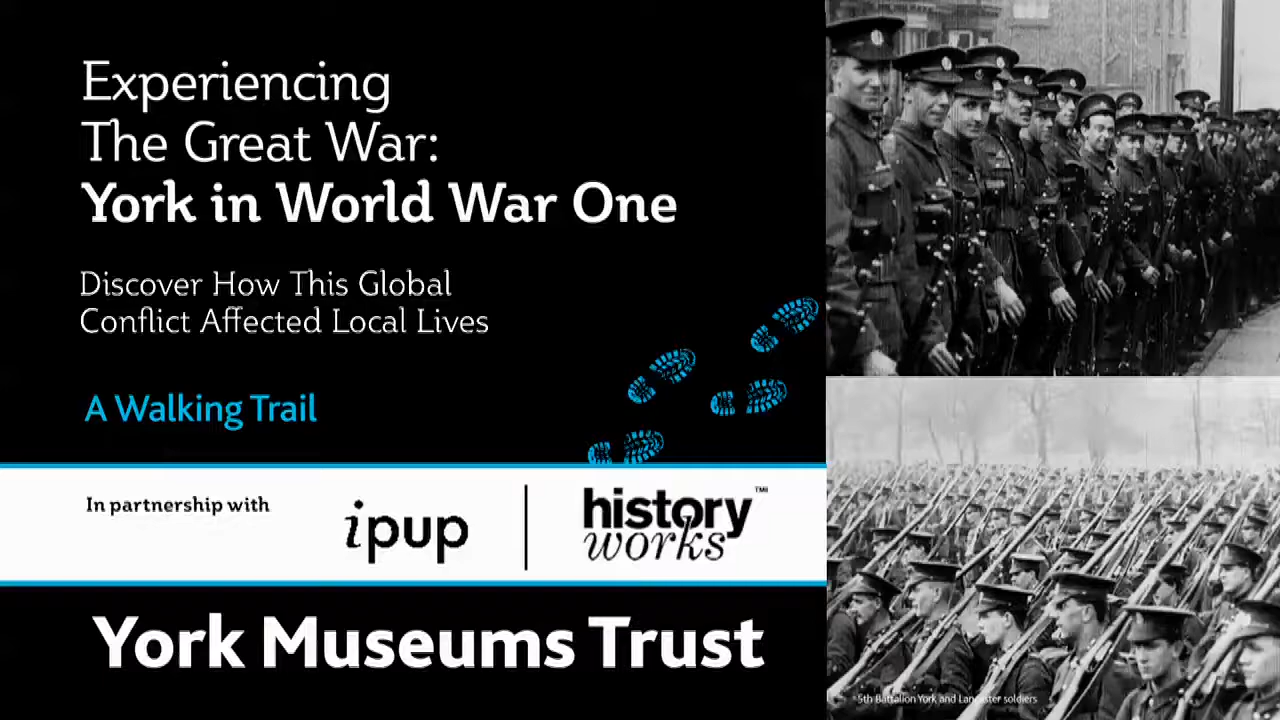 Experiencing
The Great War:
York in World War One
Discover How This Global
Conflict Affected Local Lives
A Walking Trail
In partnership with
ipup
history™
works
York Museums Trust
5th Battalion York and Lancaster soldiers